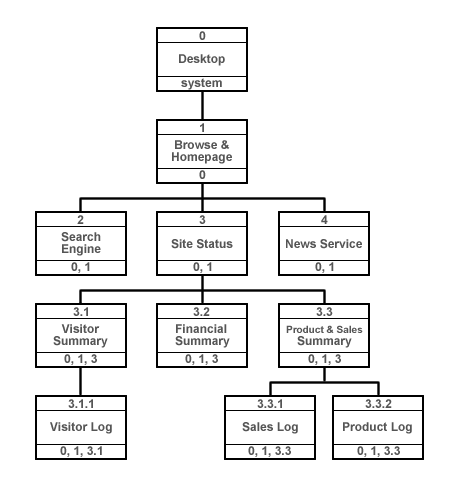 0
Desktop
system
1
Browse &
Homepage
0
2
Search
Engine
0, 1
3
Site Status
0, 1
4
News Service
0, 1
3.1
Visitor
Summary
0, 1, 3
3.2
Financial
Summary
0, 1, 3
3.3
Product & Sales
Summary
0, 1, 3
3.1.1
Visitor Log
0, 1, 3.1
3.3.1
Sales Log
0, 1, 3.3
3.3.2
Product Log
0, 1, 3.3